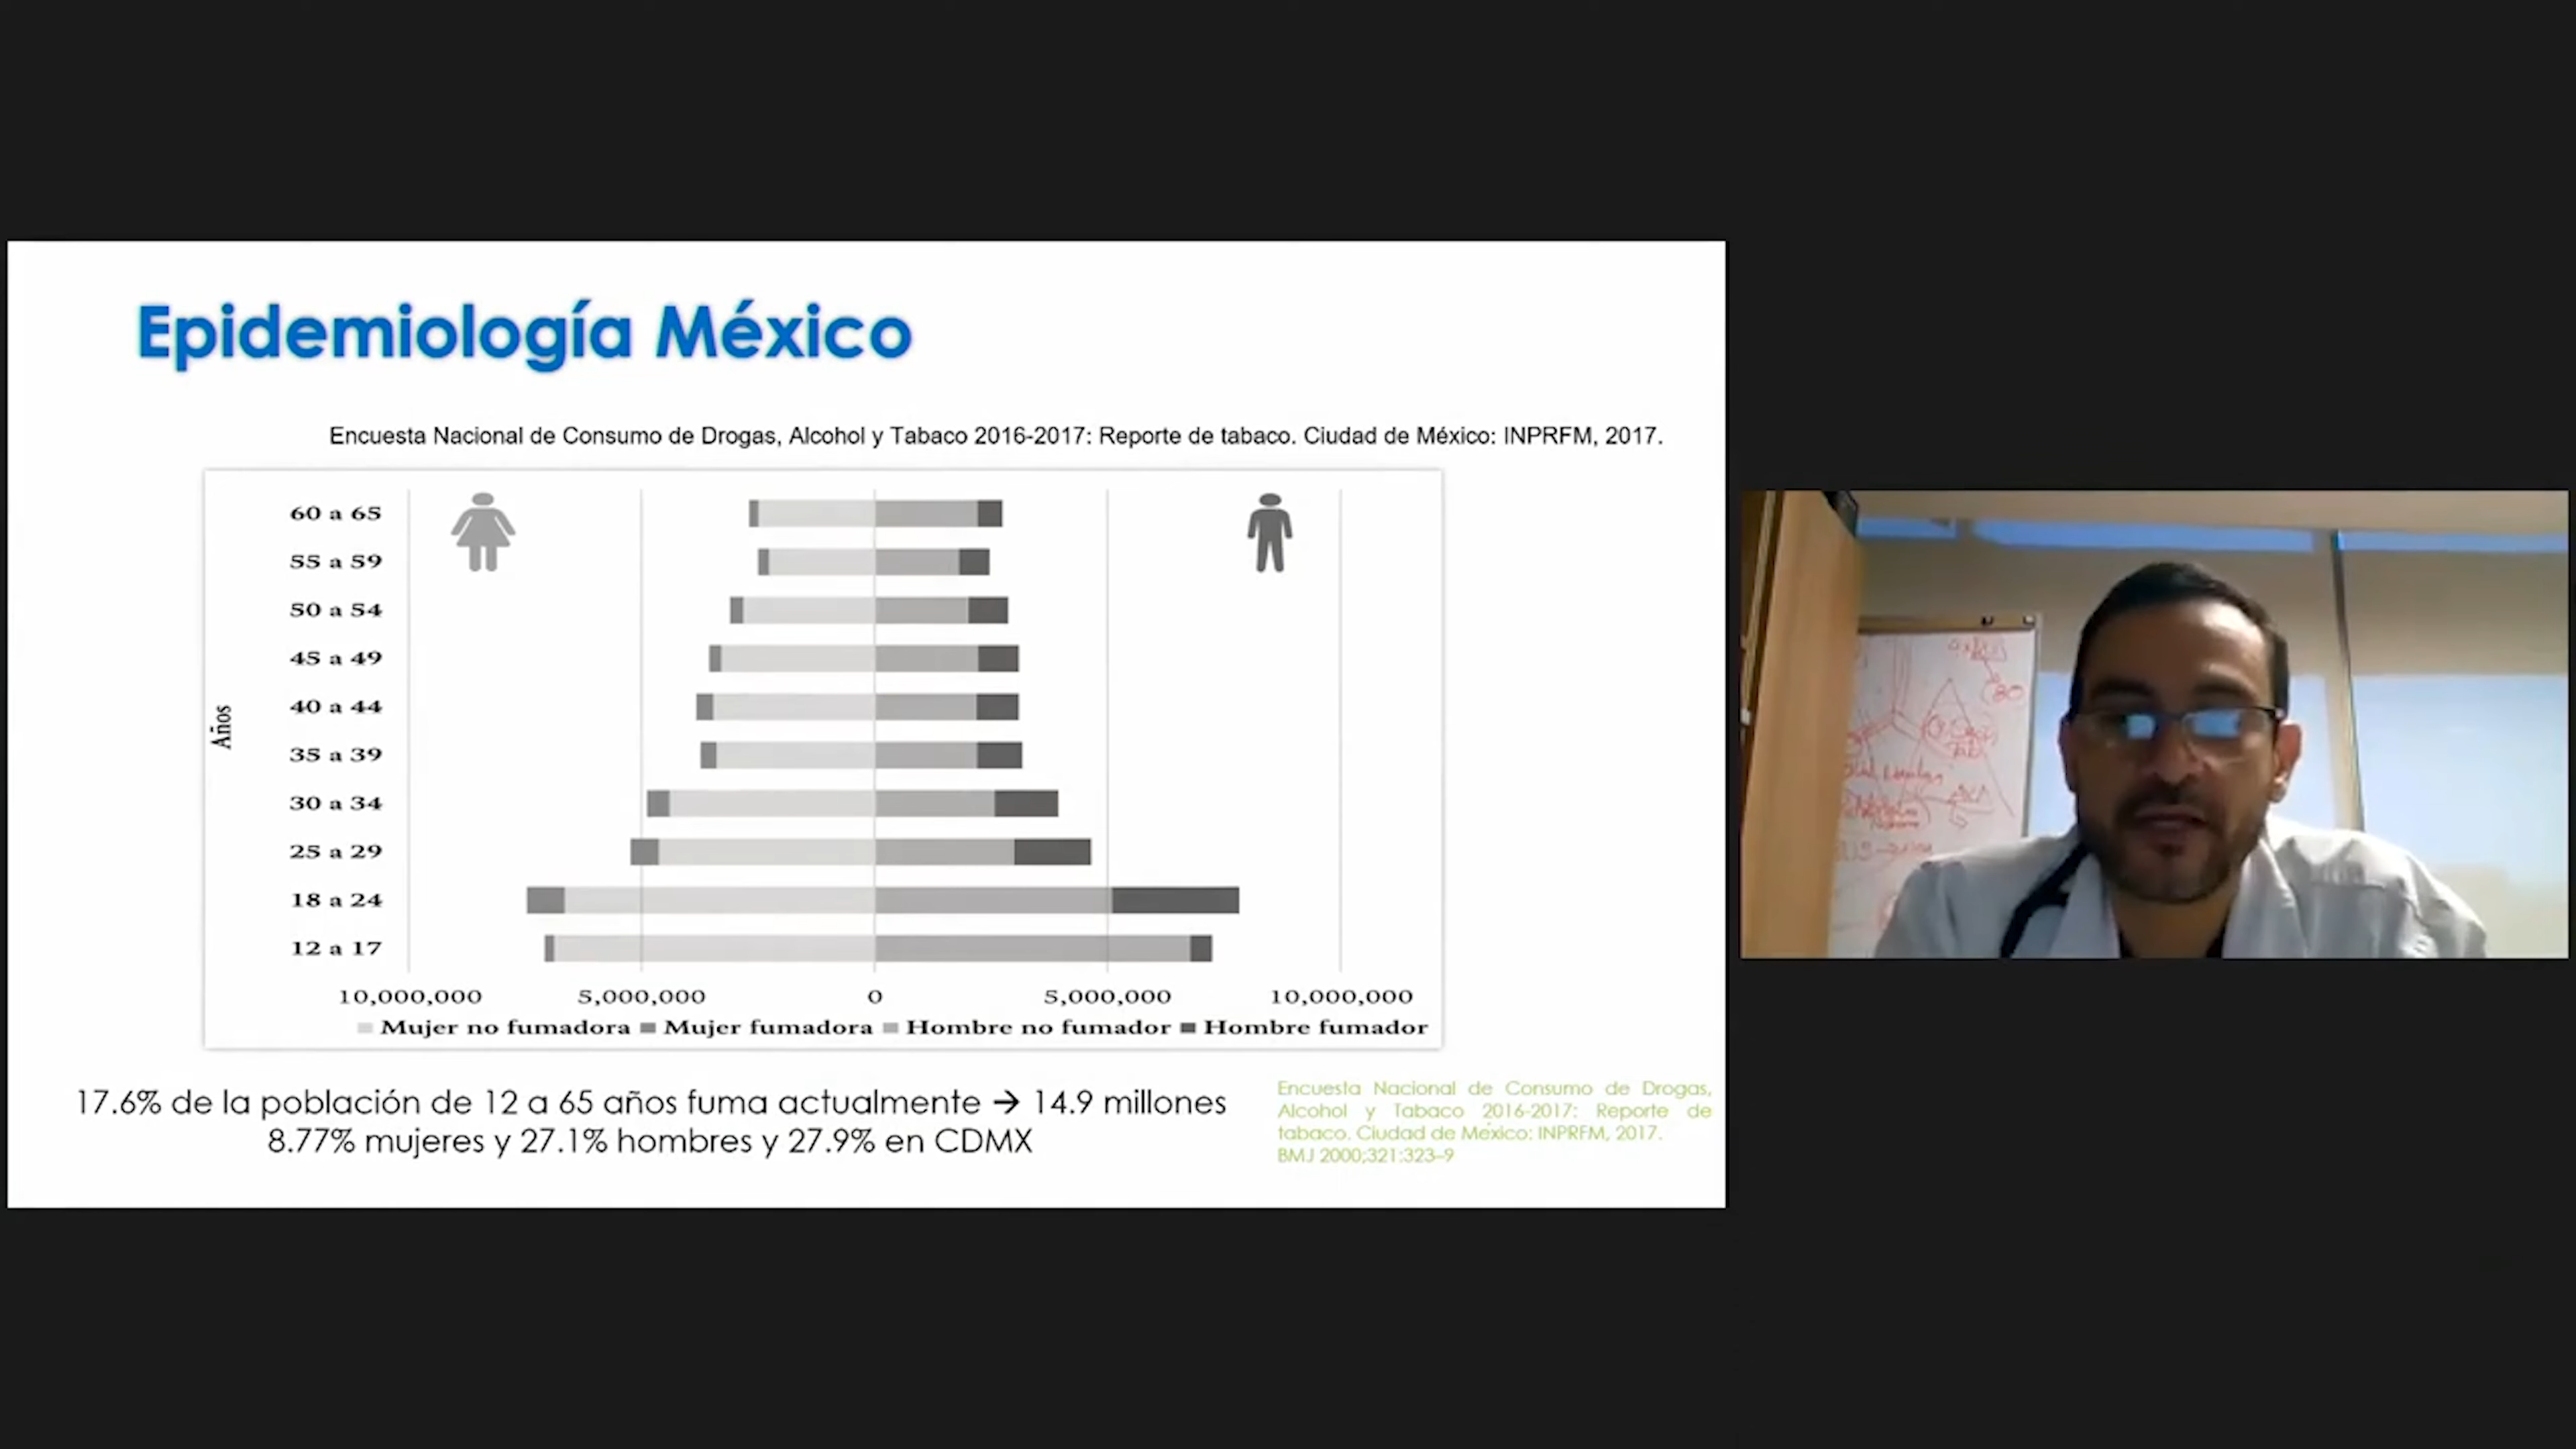 Epidemiología México
Encuesta Nacional de Consumo de Drogas, Alcohol y Tabaco 2016-2017: Reporte de tabaco. Ciudad de México: INPRFM, 2017.
60 a 65
55 a 59
50 a 54
45 a 49
40 a 44
35 a 39
30 a 34
25 a 29
18 a 24
12 a 17
Años
10,000,000 5,000,000 0 5,000,000 10,000,000
Mujer no fumadora Mujer fumadora Hombre no fumador Hombre fumador
17.6% de la población de 12 a 65 años fuma actualmente → 14.9 millones
8.77% mujeres y 27.1% hombres y 27.9% en CDMX
Encuesta Nacional de Consumo de Drogas,
Alcohol y Tabaco 2016-2017: Reporte de
tabaco. Ciudad de México: INPRFM, 2017.
BMJ 2000;321:323–9